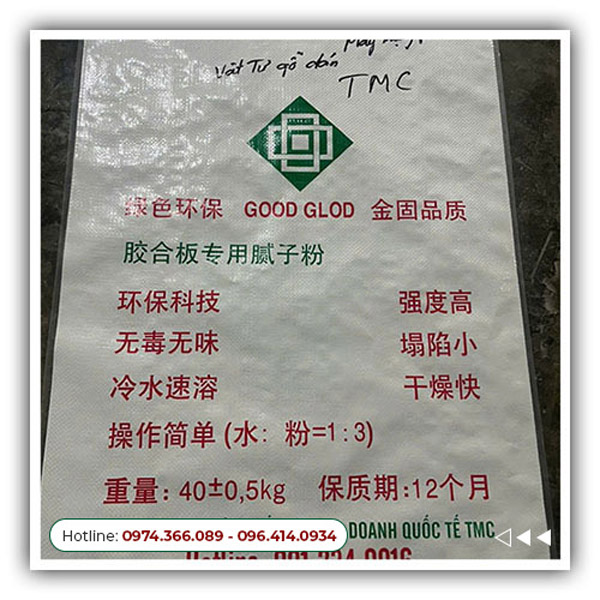 Vật Tư gỗ dán
TMC
绿色环保 GOOD GLOD 金固品质
胶合板专用腻子粉
环保科技 强度高
无毒无味 塌陷小
冷水速溶 干燥快
操作简单 (水: 粉=1:3)
重量: 40±0,5kg 保质期:12个月
DOANH QUỐC TẾ TMC
Hotline: 0974.366.089 - 096.414.0934